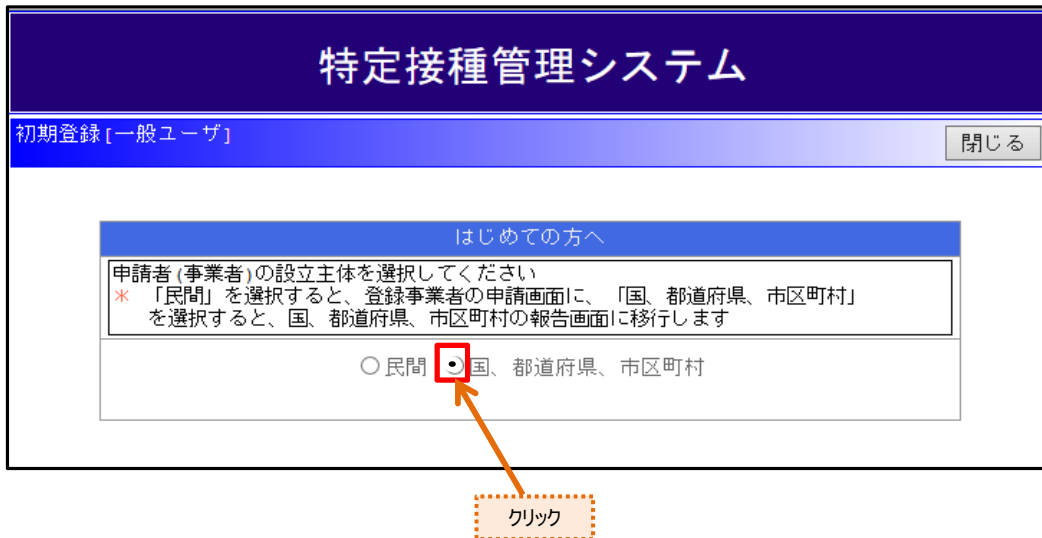 特定接種管理システム
初期登録[一般ユーザ]
閉じる
はじめての方へ
申請者(事業者)の設立主体を選択してください
* 「民間」を選択すると、登録事業者の申請画面に、「国、都道府県、市区町村」
を選択すると、国、都道府県、市区町村の報告画面に移行します
民間 国、都道府県、市区町村
クリック